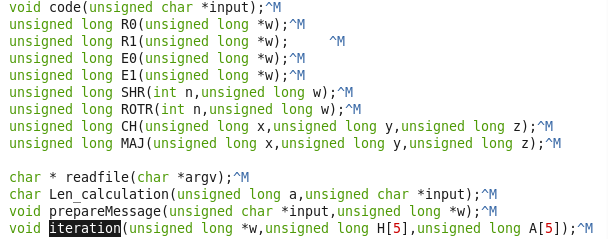 void code(unsigned char *input);^M
unsigned long R0(unsigned long *w);^M
unsigned long R1(unsigned long *w);     ^M
unsigned long E0(unsigned long *w);^M
unsigned long E1(unsigned long *w);^M
unsigned long SHR(int n,unsigned long w);^M
unsigned long ROTR(int n,unsigned long w);^M
unsigned long CH(unsigned long x,unsigned long y,unsigned long z);^M
unsigned long MAJ(unsigned long x,unsigned long y,unsigned long z);^M
char * readfile(char *argv);^M
char Len_calculation(unsigned long a,unsigned char *input);^M
void prepareMessage(unsigned char *input,unsigned long *w);^M
void iteration(unsigned long *w,unsigned long H[5],unsigned long A[5]);^M